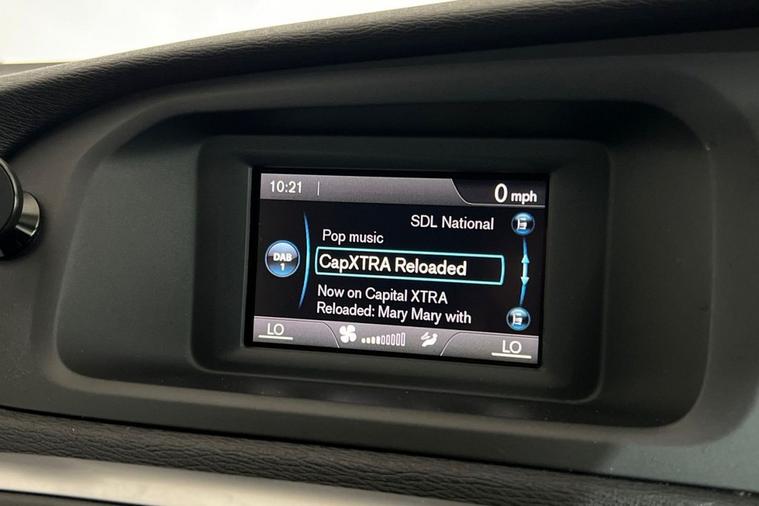 10:21
0 mph
SDL National
Pop music
DAB
1
CapXTRA Reloaded
Now on Capital XTRA
Reloaded: Mary Mary with
LO
LO